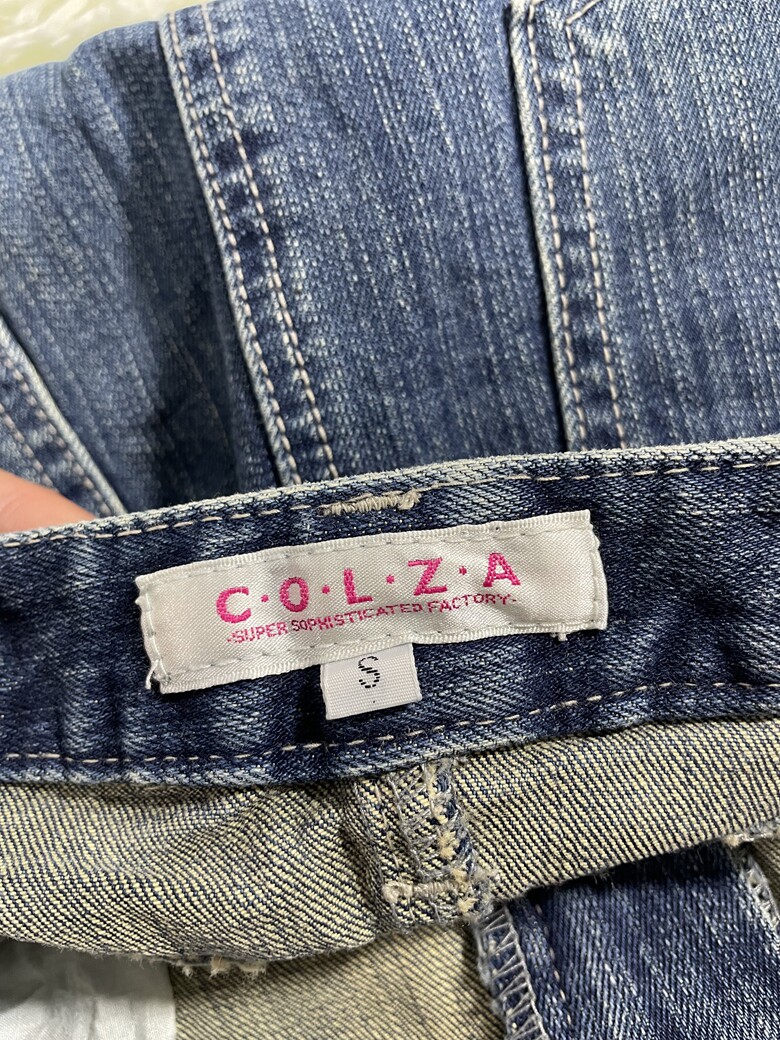 C·O·L·Z·A
-SUPER SOPHISTICATED FACTORY-
S